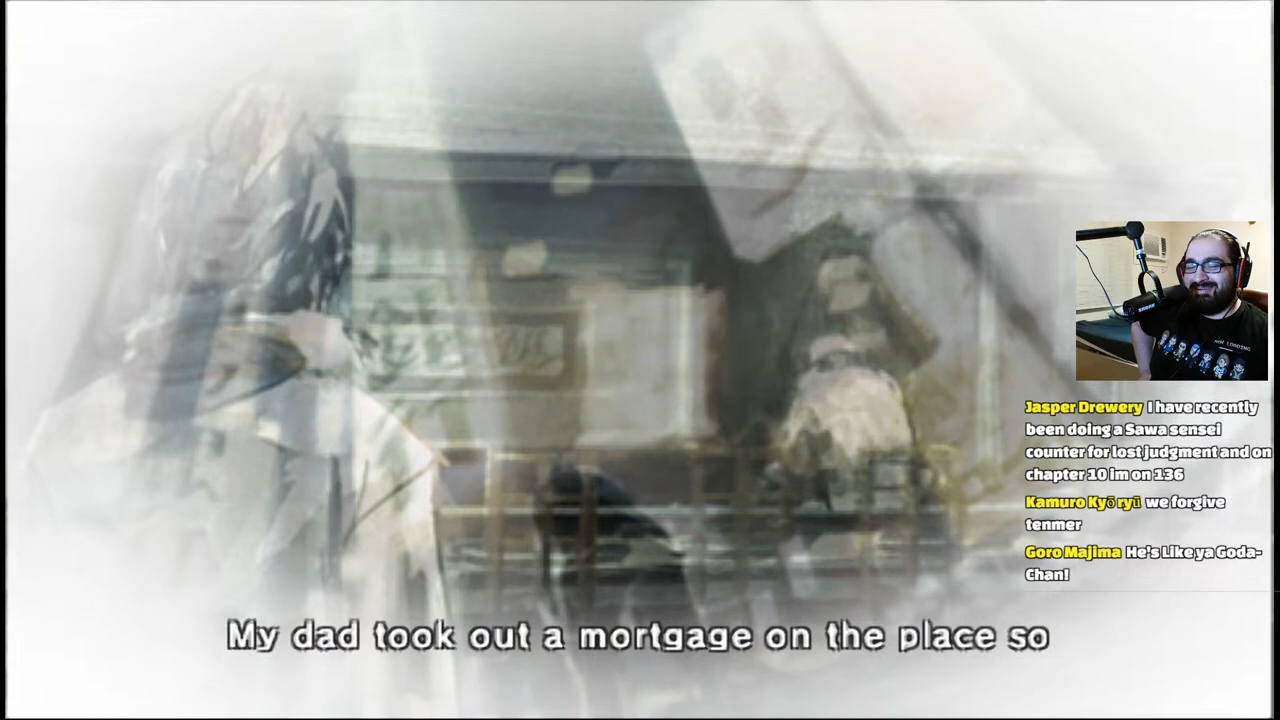 NOW LOADING
Jasper Drewery I have recently
been doing a Sawa sensei
counter for lost judgment and on
chapter 10 im on 136
Kamuro Kyōryū we forgive
tenmer
Goro Majima He's Like ya Goda-
Chan!
My dad took out a mortgage on the place so